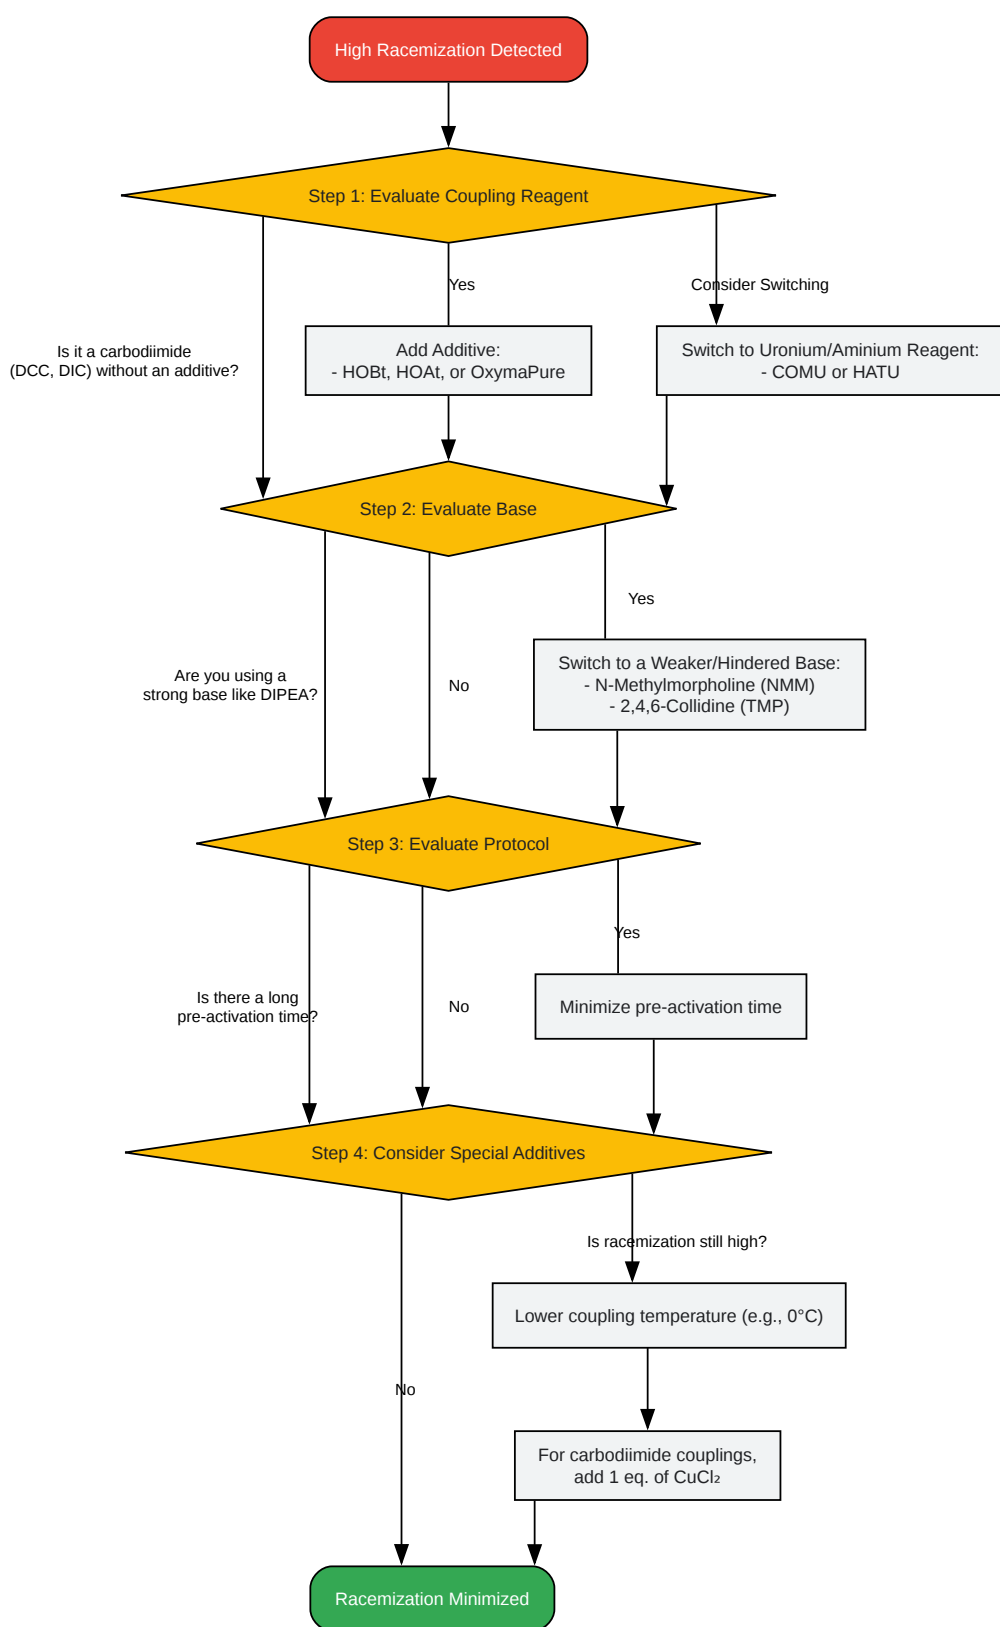 High Racemization Detected
Step 1: Evaluate Coupling Reagent
Yes
Consider Switching
Is it a carbodiimide
(DCC, DIC) without an additive?
Add Additive:
- HOBt, HOAt, or OxymaPure
Switch to Uronium/Aminium Reagent:
- COMU or HATU
Step 2: Evaluate Base
Yes
Are you using a
strong base like DIPEA?
No
Switch to a Weaker/Hindered Base:
- N-Methylmorpholine (NMM)
- 2,4,6-Collidine (TMP)
Step 3: Evaluate Protocol
Yes
Is there a long
pre-activation time?
No
Minimize pre-activation time
Step 4: Consider Special Additives
Is racemization still high?
Lower coupling temperature (e.g., 0°C)
No
For carbodiimide couplings,
add 1 eq. of CuCl₂
Racemization Minimized